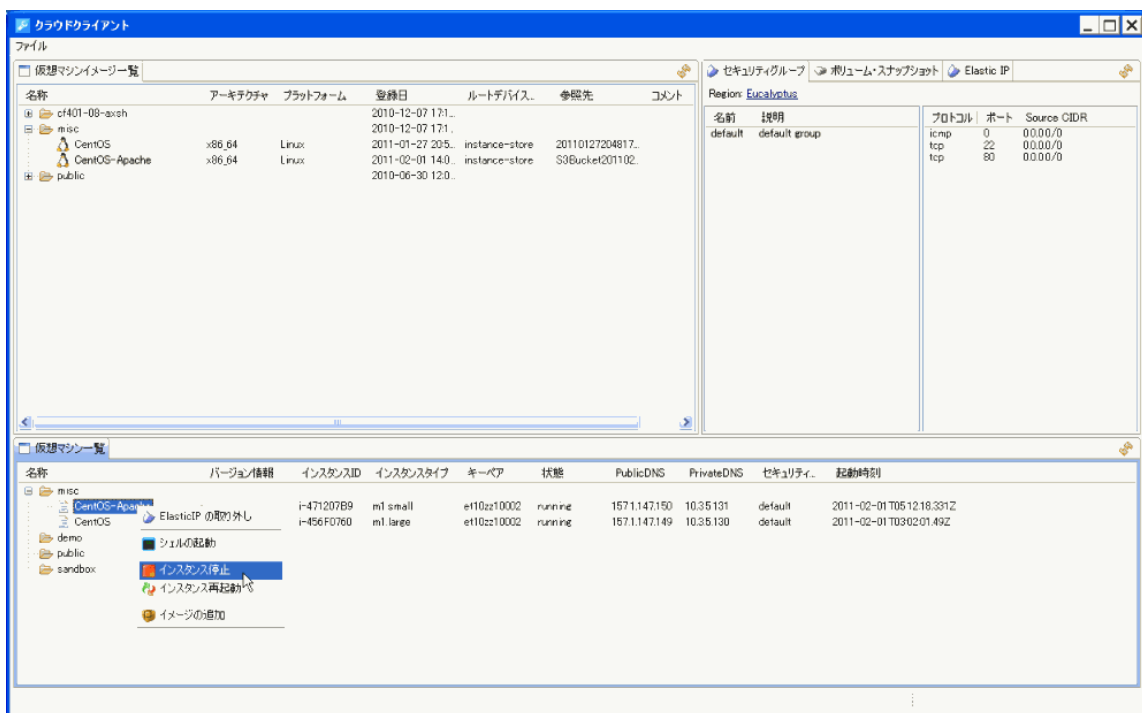 クラウドクライアント
ファイル
仮想マシンイメージ一覧
名称 アーキテクチャ プラットフォーム 登録日 ルートデバイス... 参照先 コメント
cf401-08-axsh 2010-12-07 17:1...
misc 2010-12-07 17:1...
CentOS x86_64 Linux 2011-01-27 20:5... instance-store 20110127204817...
CentOS-Apache x86_64 Linux 2011-02-01 14:0... instance-store S3Bucket201102...
public 2010-06-30 12:0...
セキュリティグループ ボリューム・スナップショット Elastic IP
Region: Eucalyptus
名前 説明
default default group
プロトコル ポート Source CIDR
icmp 0 0.0.0.0/0
tcp 22 0.0.0.0/0
tcp 80 0.0.0.0/0
仮想マシン一覧
名称 バージョン情報 インスタンスID インスタンスタイプ キーペア 状態 PublicDNS PrivateDNS セキュリティ... 起動時刻
misc
CentOS-Apache i-471207B9 m1.small et10zz10002 running 157.1.147.150 10.3.5.131 default 2011-02-01T05:12:18.331Z
CentOS i-456F0760 m1.large et10zz10002 running 157.1.147.149 10.3.5.130 default 2011-02-01T03:02:01.49Z
demo
public
sandbox
ElasticIP の取り外し
シェルの起動
インスタンス停止
インスタンス再起動
イメージの追加